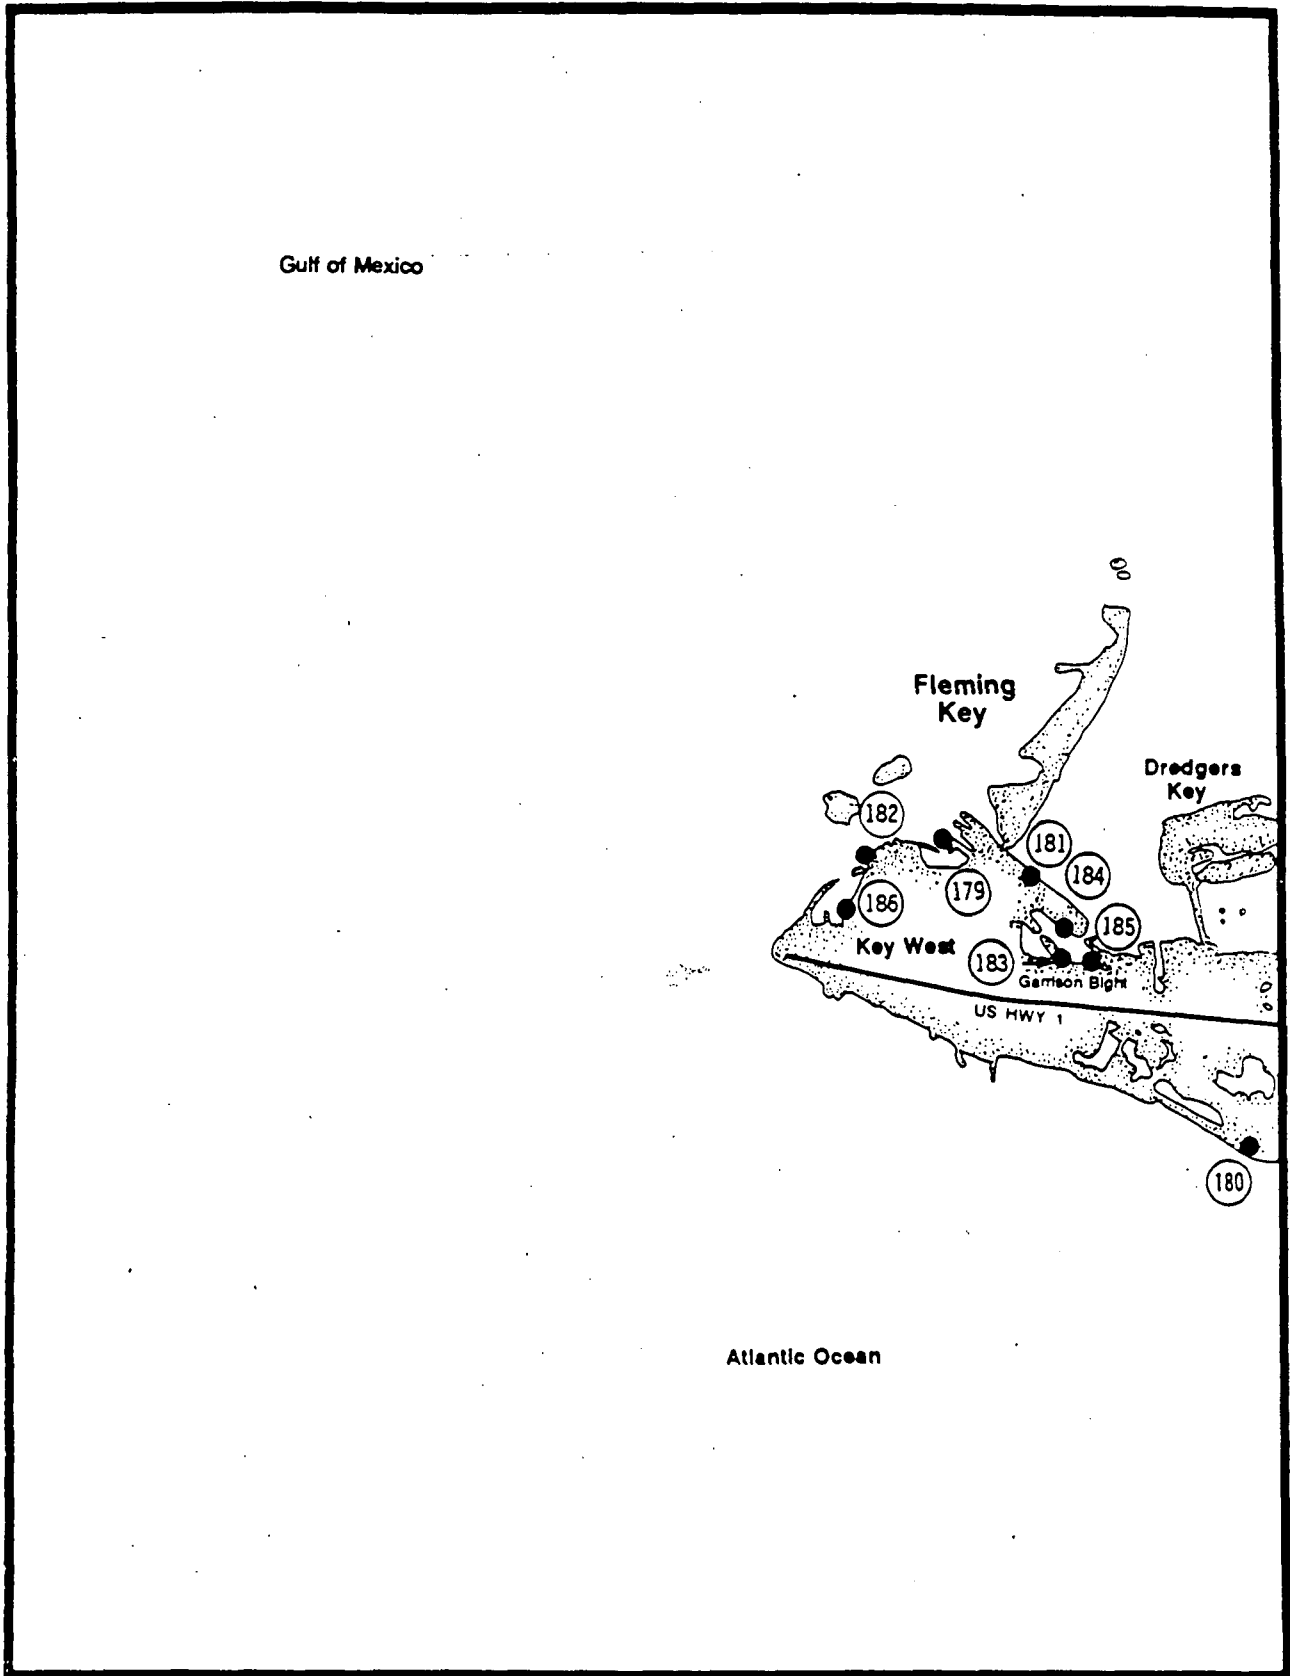 Gulf of Mexico
Fleming
Key
Dredgers
Key
182
181
184
179
186
185
Key West
183
Garrison Bight
US HWY 1
180
Atlantic Ocean